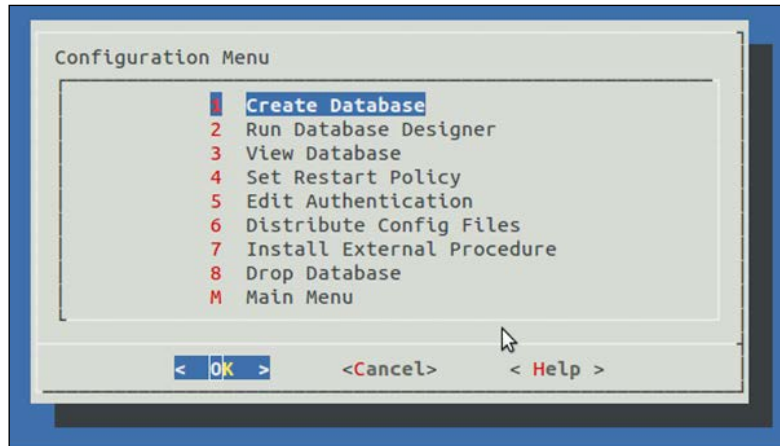 Configuration Menu
1 Create Database
2 Run Database Designer
3 View Database
4 Set Restart Policy
5 Edit Authentication
6 Distribute Config Files
7 Install External Procedure
8 Drop Database
M Main Menu
< OK > <Cancel> < Help >